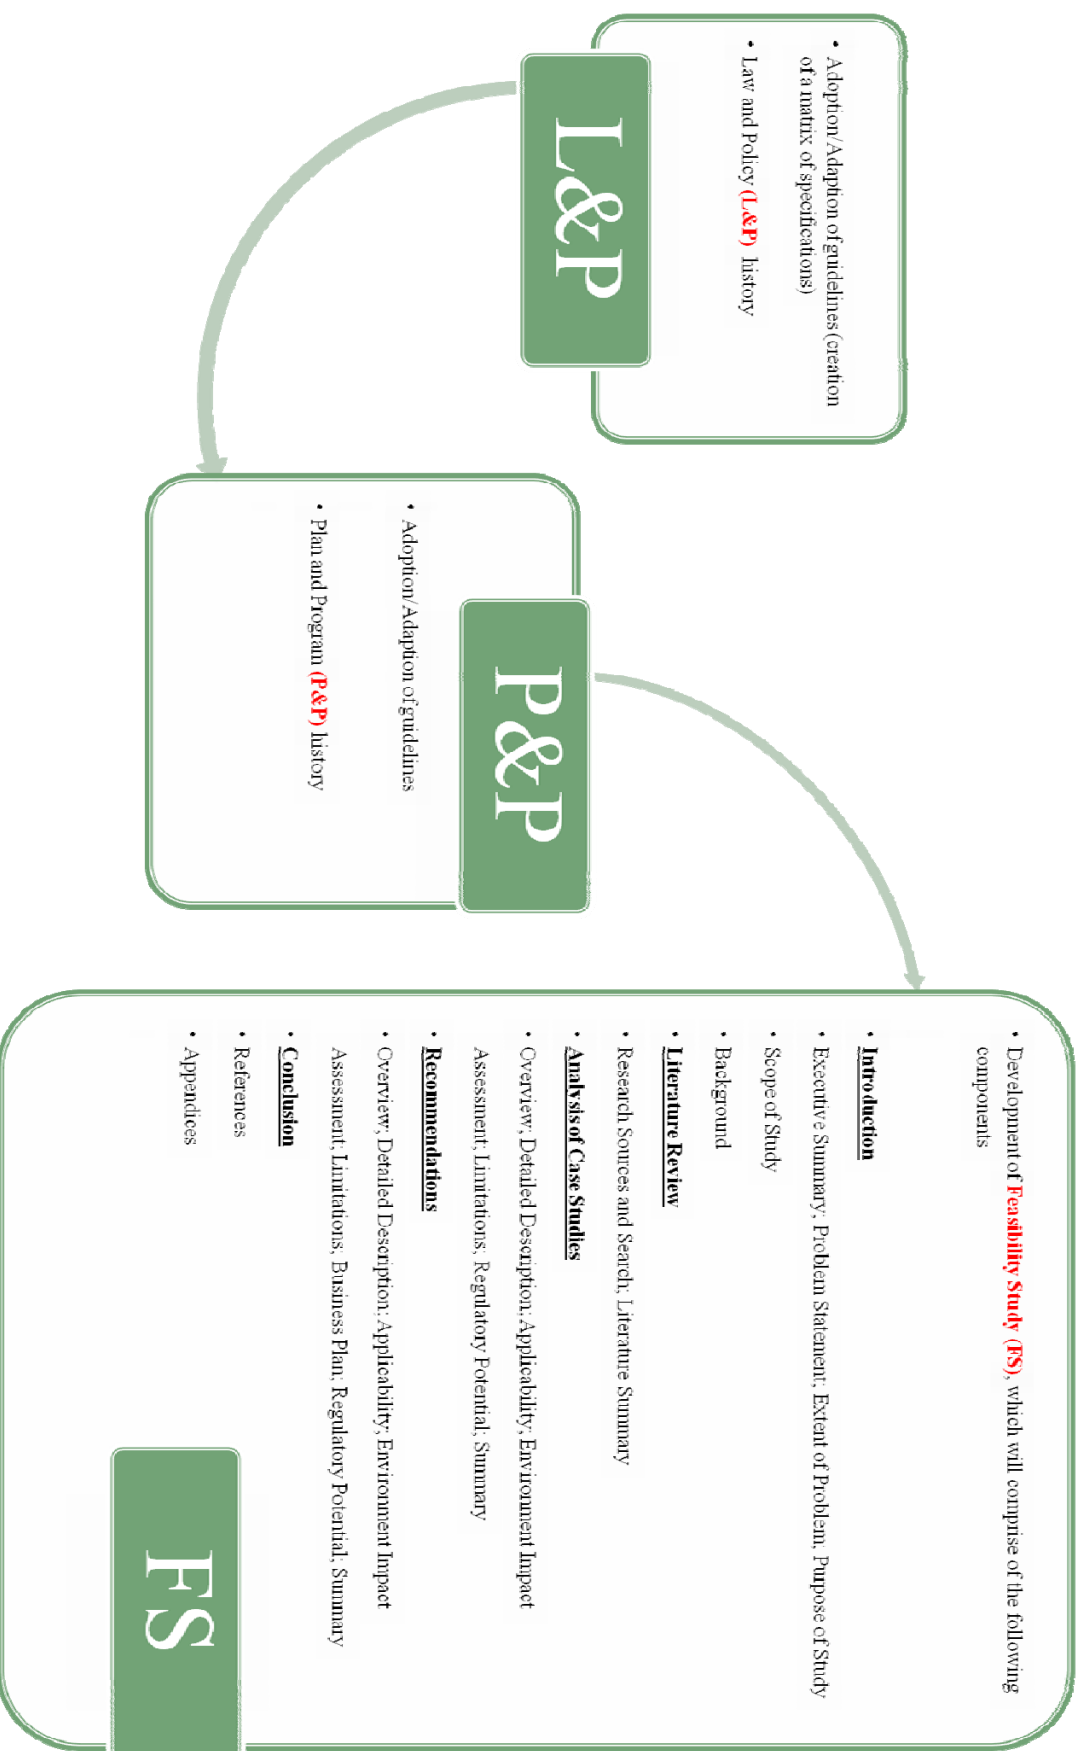 • Adoption/Adaption of guidelines (creation
of a matrix of specifications)
• Law and Policy (L&P) history
L&P
P&P
• Adoption/Adaption of guidelines
• Plan and Program (P&P) history
• Development of Feasibility Study (FS), which will comprise of the following
components
• Introduction
• Executive Summary; Problem Statement; Extent of Problem; Purpose of Study
• Scope of Study
• Background
• Literature Review
• Research Sources and Search; Literature Summary
• Analysis of Case Studies
• Overview; Detailed Description; Applicability; Environment Impact
Assessment; Limitations; Regulatory Potential; Summary
• Recommendations
• Overview; Detailed Description; Applicability; Environment Impact
Assessment; Limitations; Business Plan; Regulatory Potential; Summary
• Conclusion
• References
• Appendices
FS